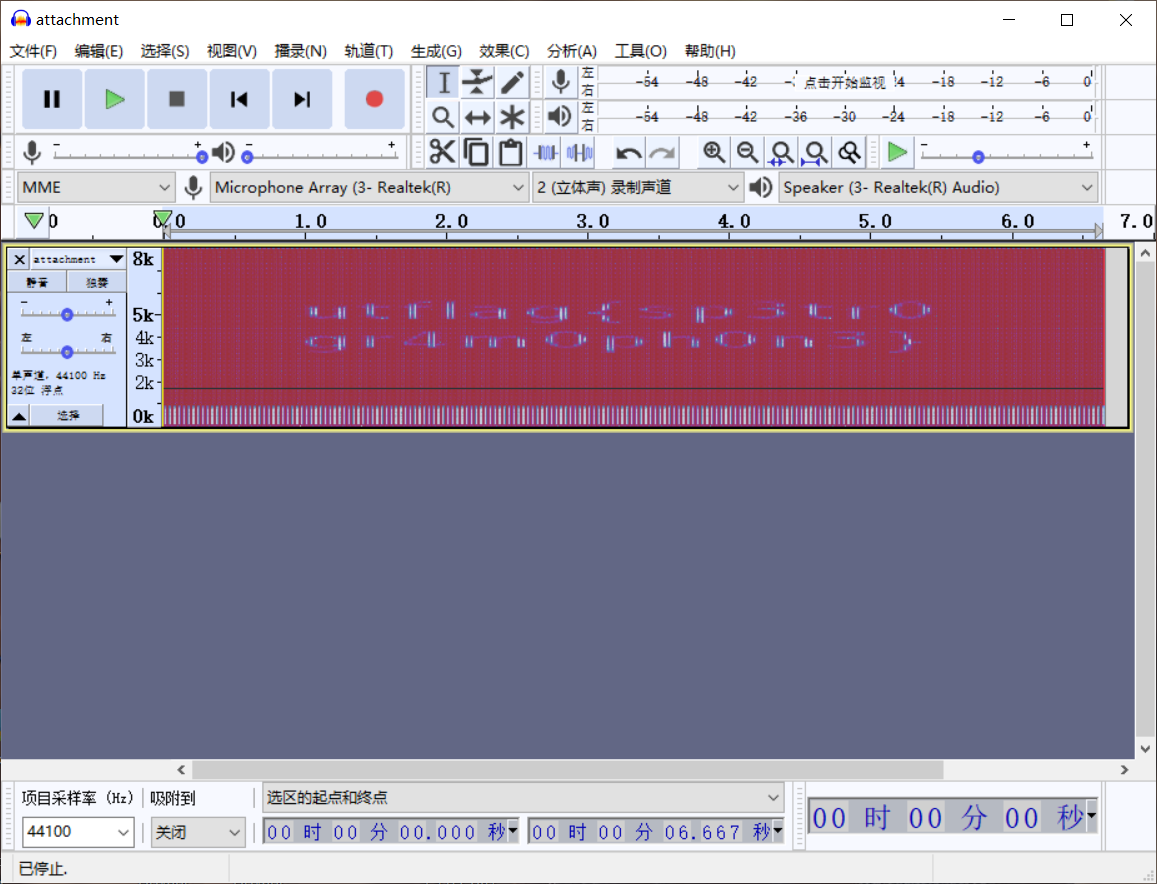 attachment
文件(F) 编辑(E) 选择(S) 视图(V) 播录(N) 轨道(T) 生成(G) 效果(C) 分析(A) 工具(O) 帮助(H)
左 右 -54 -48 -42 点击开始监视 -18 -12 -6 0
左 右 -54 -48 -42 -36 -30 -24 -18 -12 -6 0
MME Microphone Array (3- Realtek(R) 2 (立体声) 录制声道 Speaker (3- Realtek(R) Audio)
0 0.0 1.0 2.0 3.0 4.0 5.0 6.0 7.0
attachment 8k
静音 独奏
5k
左 右 4k
3k
单声道, 44100 Hz 2k
32位 浮点
选择 0k
utflag{sp3tr0
gr4m0phon3}
项目采样率 (Hz) 吸附到 选区的起点和终点
44100 关闭 00 时 00 分 00.000 秒 00 时 00 分 06.667 秒 00 时 00 分 00 秒
已停止.